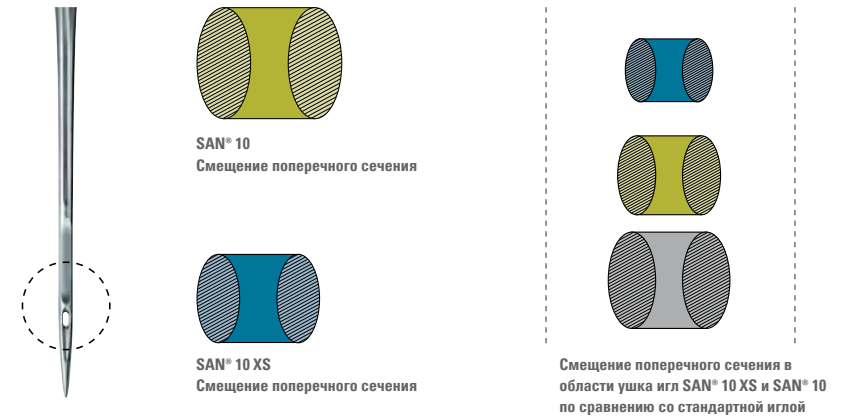 SAN® 10
Смещение поперечного сечения
SAN® 10 XS
Смещение поперечного сечения
Смещение поперечного сечения в
области ушка игл SAN® 10 XS и SAN® 10
по сравнению со стандартной иглой